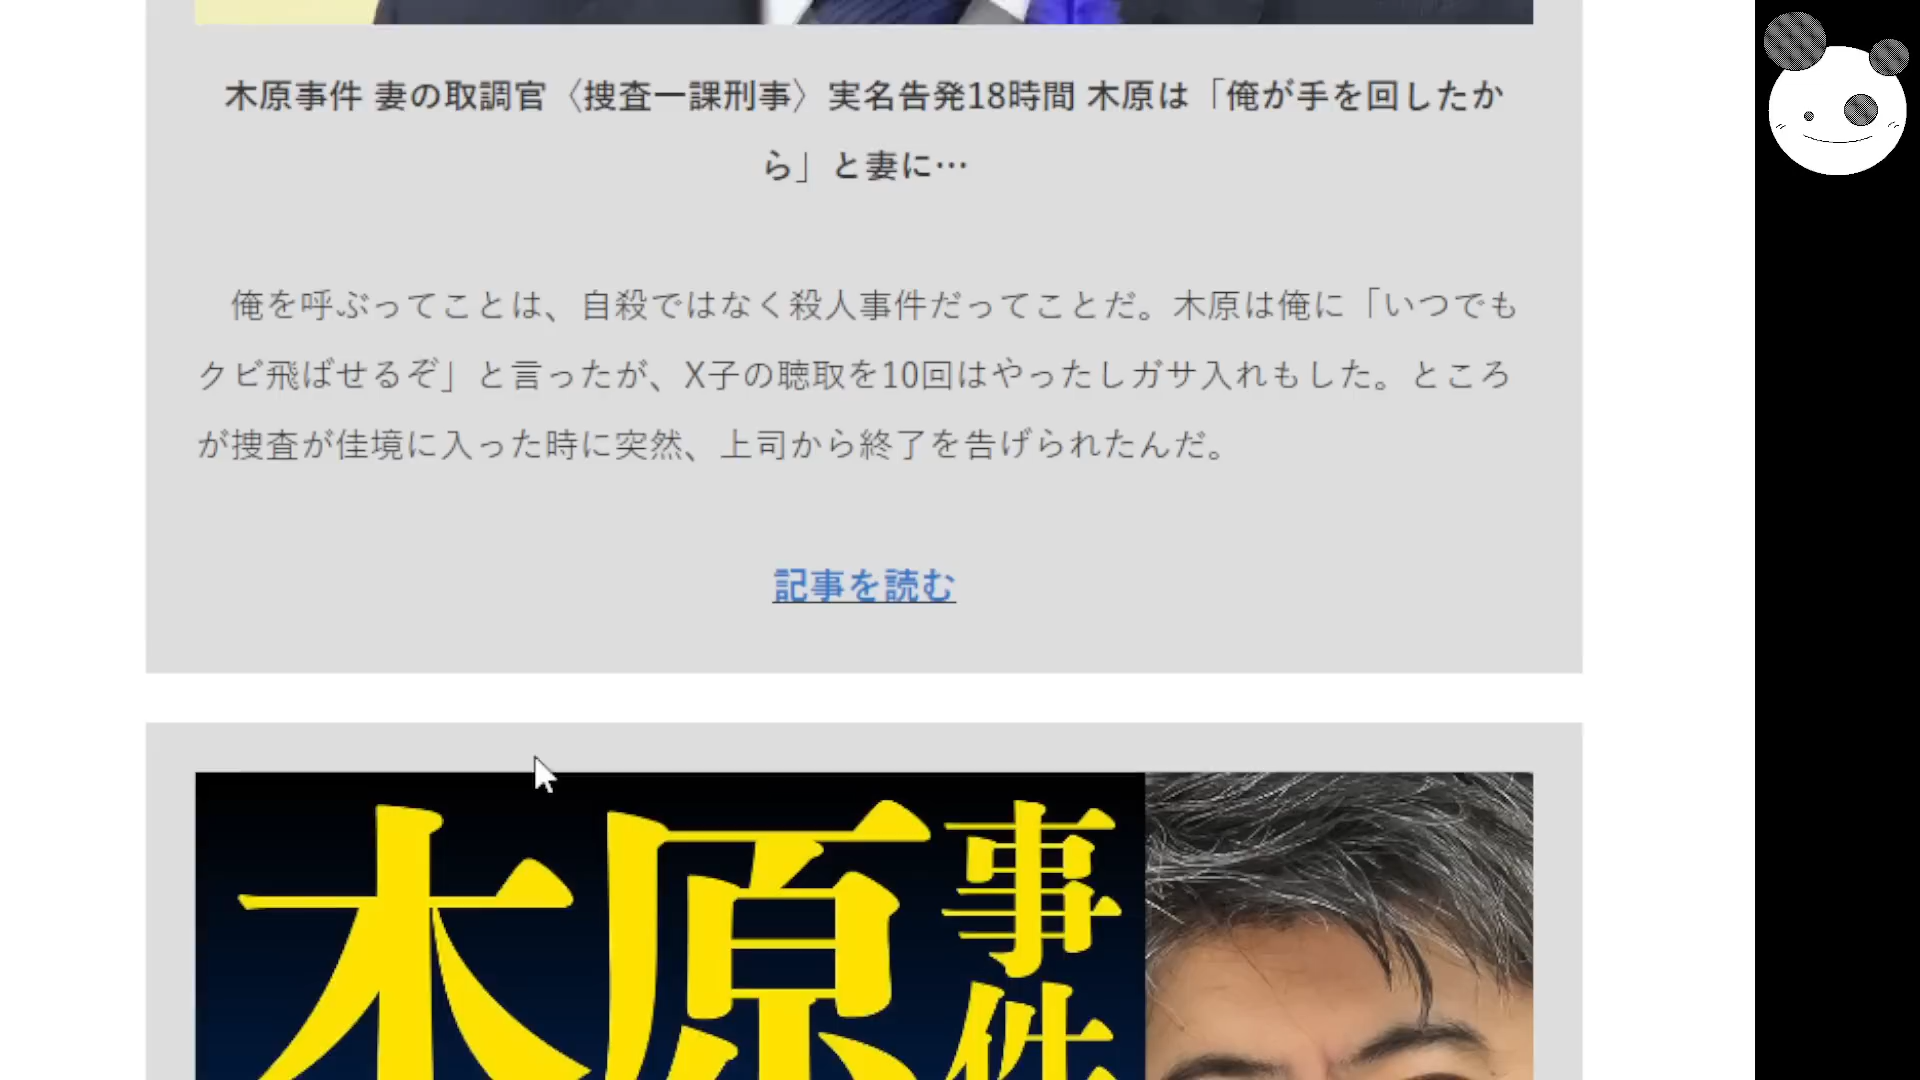 木原事件 妻の取調官〈捜査一課刑事〉実名告発18時間 木原は「俺が手を回したか
ら」と妻に…
俺を呼ぶってことは、自殺ではなく殺人事件だってことだ。木原は俺に「いつでも
クビ飛ばせるぞ」と言ったが、X子の聴取を10回はやったしガサ入れもした。ところ
が捜査が佳境に入った時に突然、上司から終了を告げられたんだ。
記事を読む
木原事件